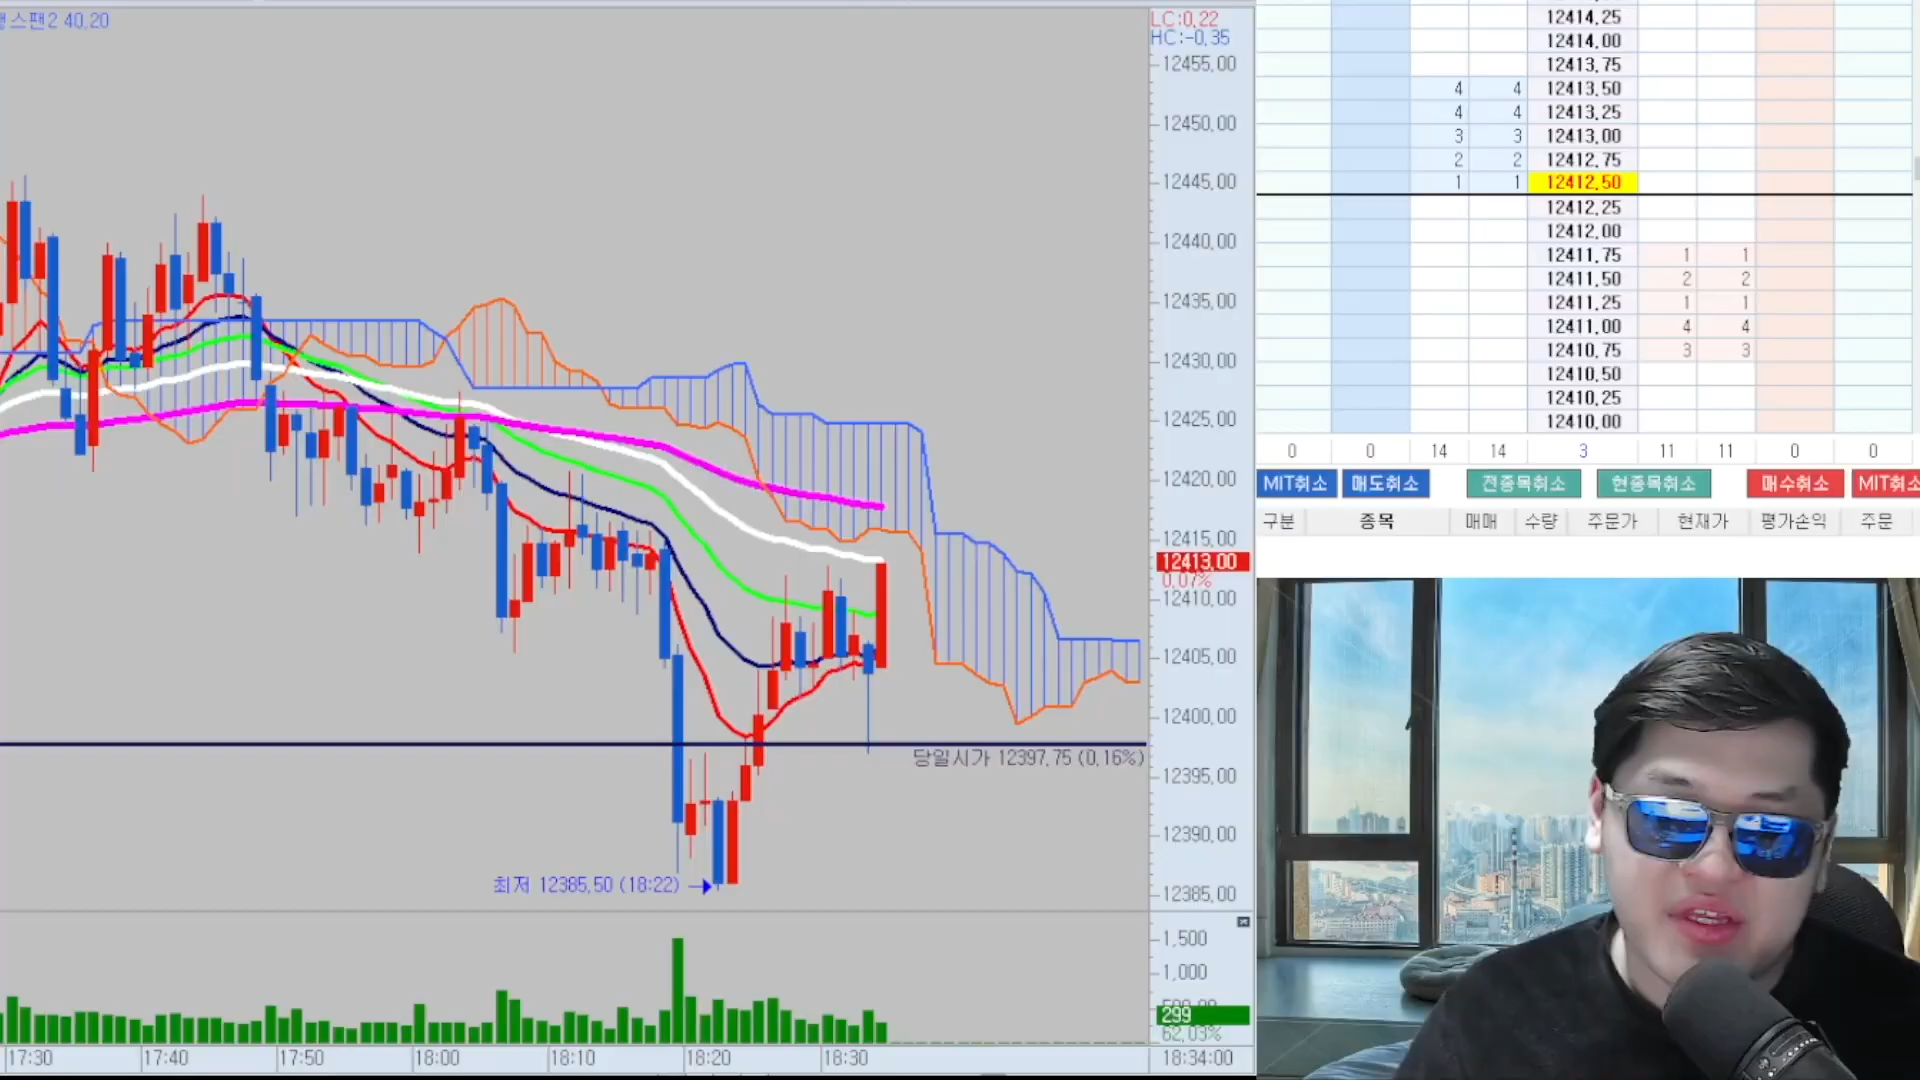 행스팬2 40,20
LC:0,22
HC:-0,35
12455,00
12450,00
12445,00
12440,00
12435,00
12430,00
12425,00
12420,00
12415,00
12413,00
0,07%
12410,00
12405,00
12400,00
당일시가 12397,75 (0,16%)
12395,00
12390,00
최저 12385,50 (18:22)
12385,00
1,500
1,000
299
62,03%
17:30 17:40 17:50 18:00 18:10 18:20 18:30 18:34:00
12414,25
12414,00
12413,75
4 4 12413,50
4 4 12413,25
3 3 12413,00
2 2 12412,75
1 1 12412,50
12412,25
12412,00
12411,75 1 1
12411,50 2 2
12411,25 1 1
12411,00 4 4
12410,75 3 3
12410,50
12410,25
12410,00
0 0 14 14 3 11 11 0 0
MIT취소 매도취소 전종목취소 현종목취소 매수취소 MIT취소
구분 종목 매매 수량 주문가 현재가 평가손익 주문